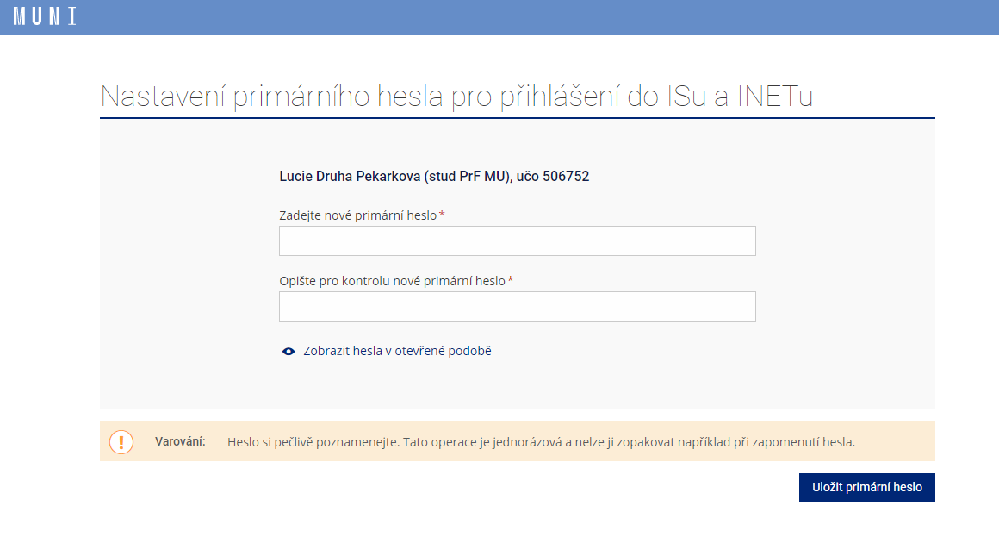 MUNI
Nastavení primárního hesla pro přihlášení do ISu a INETu
Lucie Druha Pekarkova (stud PrF MU), učo 506752
Zadejte nové primární heslo *
Opište pro kontrolu nové primární heslo *
Zobrazit hesla v otevřené podobě
Varování: Heslo si pečlivě poznamenejte. Tato operace je jednorázová a nelze ji zopakovat například při zapomenutí hesla.
Uložit primární heslo